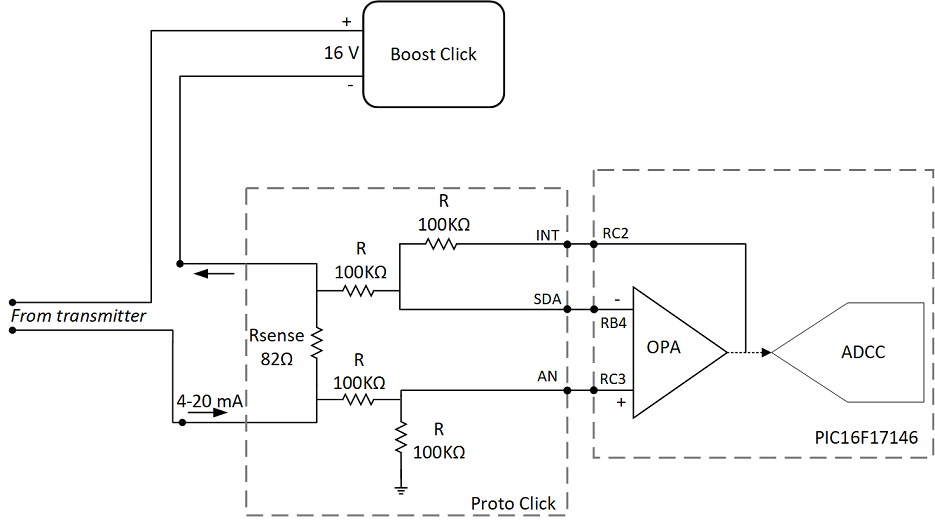 +
16 V
-
Boost Click
R
100KΩ
INT
RC2
R
100KΩ
SDA
-
RB4
From transmitter
Rsense
82Ω
OPA
ADCC
R
100KΩ
AN
RC3
+
4-20 mA
R
100KΩ
PIC16F17146
Proto Click